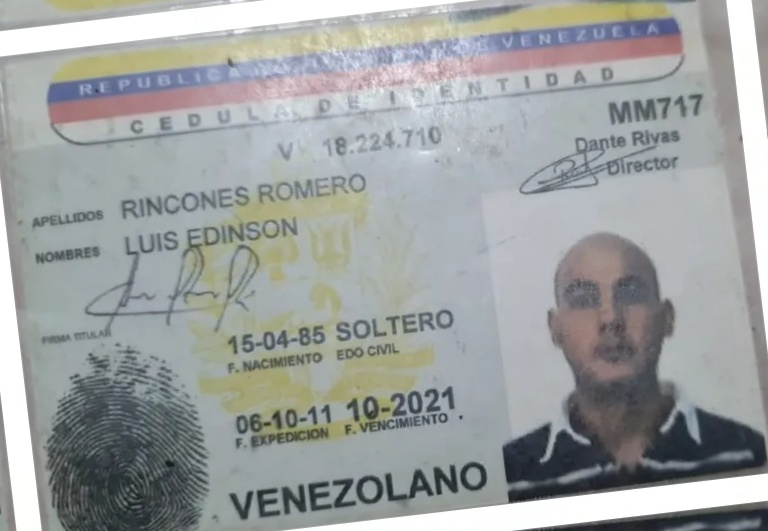 REPUBLICA BOLIVARIANA DE VENEZUELA
CEDULA DE IDENTIDAD
MM717
V 18.224.710
Dante Rivas
Director
APELLIDOS RINCONES ROMERO
NOMBRES LUIS EDINSON
FIRMA TITULAR
15-04-85 SOLTERO
F. NACIMIENTO EDO CIVIL
06-10-11 10-2021
F. EXPEDICION F. VENCIMIENTO
VENEZOLANO